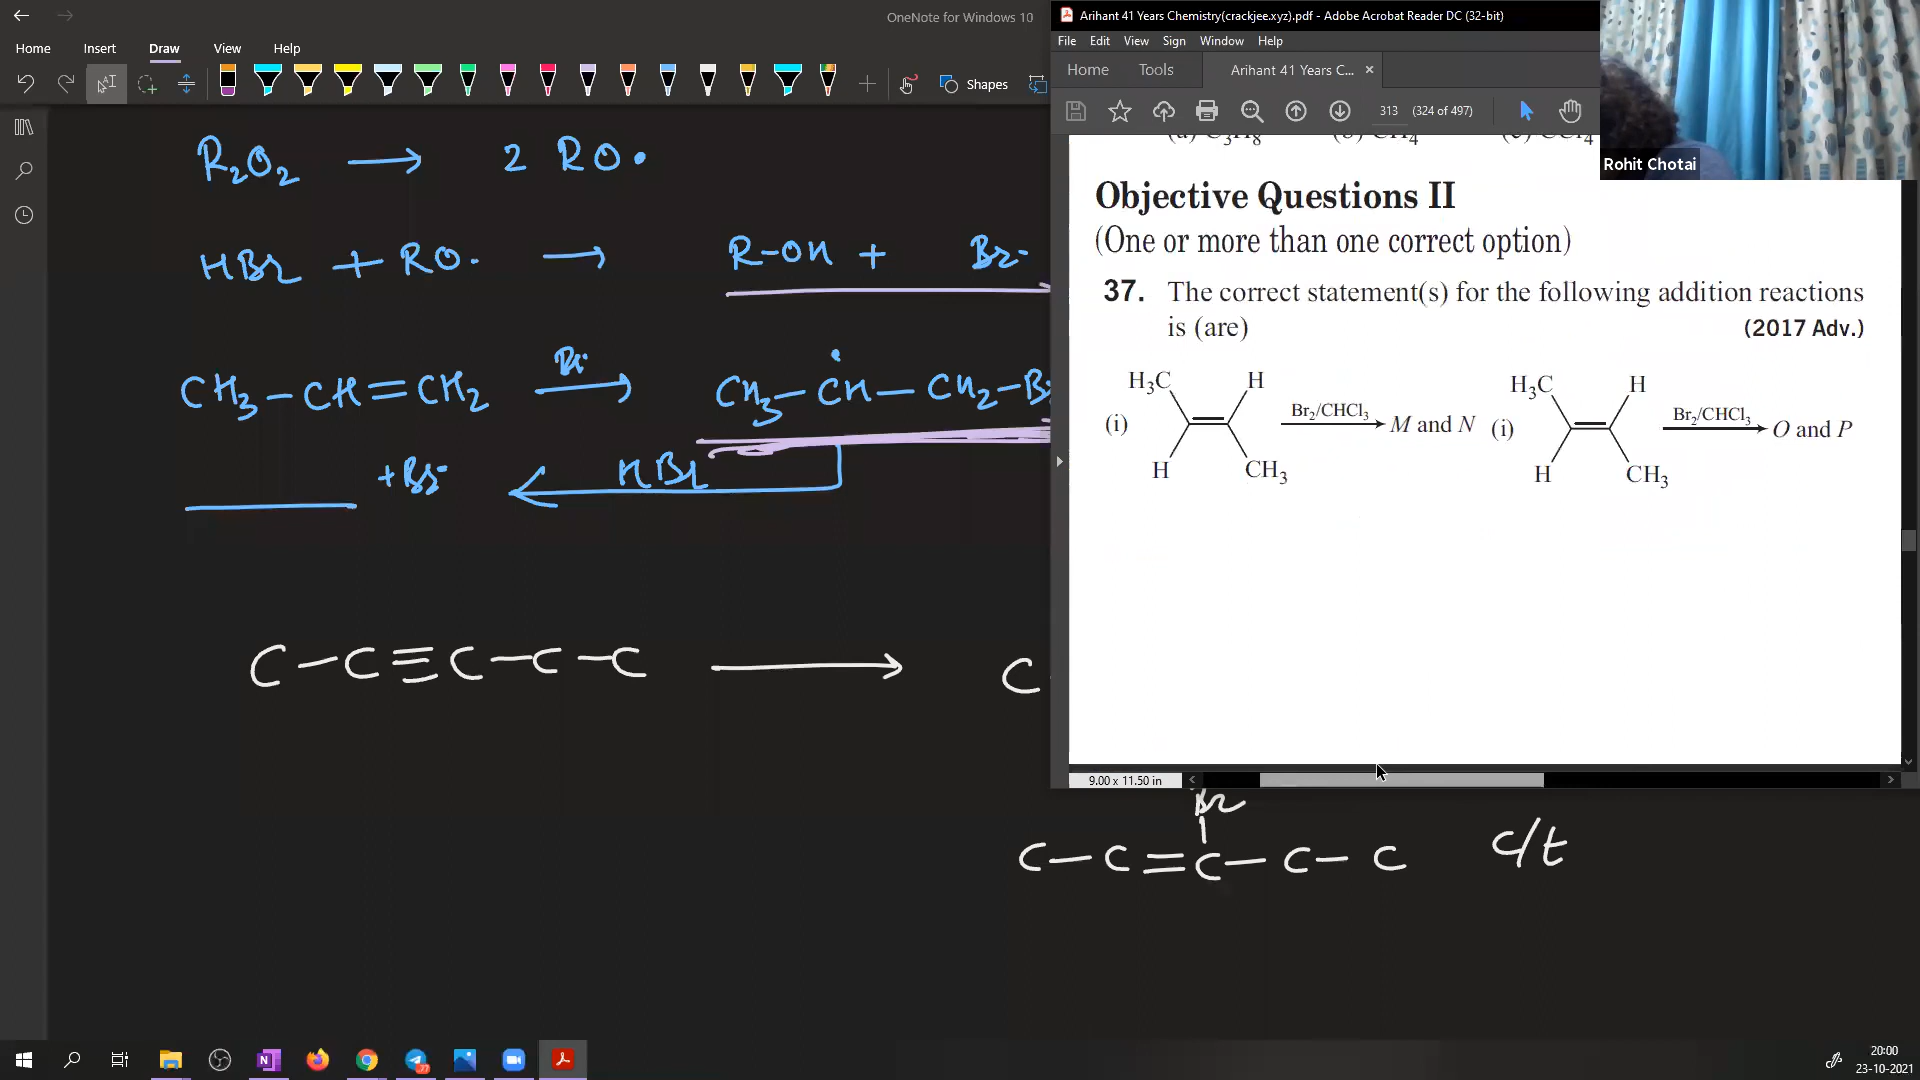 OneNote for Windows 10
Home Insert Draw View Help
Shapes
R2O2 → 2 RO•
HBr + RO• → R-OH + Br•
CH3-CH=CH2 Br• → CH3-ĊH-CH2-B
+Br• HBr
C-C≡C-C-C → C
Br
C-C=C-C-C c/t
Arihant 41 Years Chemistry(crackjee.xyz).pdf - Adobe Acrobat Reader DC (32-bit)
File Edit View Sign Window Help
Home Tools Arihant 41 Years C... ×
313 (324 of 497)
(a) C3H8 (b) CH4 (c) CCl4
Objective Questions II
(One or more than one correct option)
37. The correct statement(s) for the following addition reactions
is (are) (2017 Adv.)
H3C H H3C H
(i) Br2/CHCl3 M and N (i) Br2/CHCl3 O and P
H CH3 H CH3
9.00 x 11.50 in
Rohit Chotai
77
20:00
23-10-2021